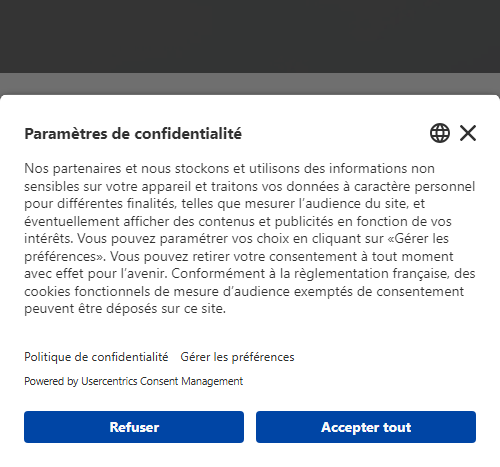 Paramètres de confidentialité
Nos partenaires et nous stockons et utilisons des informations non
sensibles sur votre appareil et traitons vos données à caractère personnel
pour différentes finalités, telles que mesurer l’audience du site, et
éventuellement afficher des contenus et publicités en fonction de vos
intérêts. Vous pouvez paramétrer vos choix en cliquant sur «Gérer les
préférences». Vous pouvez retirer votre consentement à tout moment
avec effet pour l’avenir. Conformément à la règlementation française, des
cookies fonctionnels de mesure d’audience exemptés de consentement
peuvent être déposés sur ce site.
Politique de confidentialité Gérer les préférences
Powered by Usercentrics Consent Management
Refuser Accepter tout